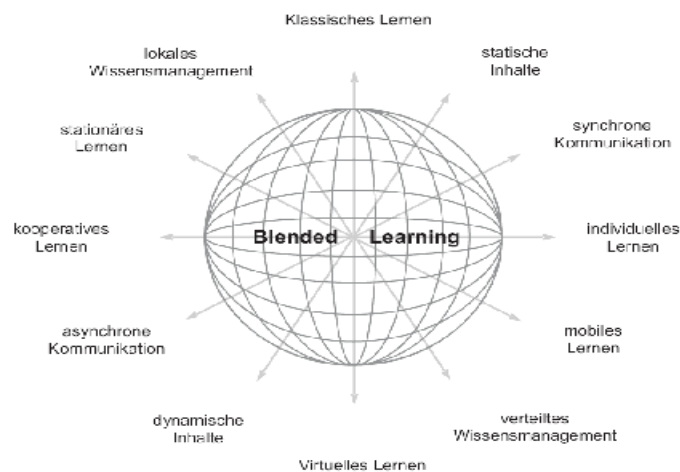 Klassisches Lernen
lokales
Wissensmanagement
statische
Inhalte
stationäres
Lernen
synchrone
Kommunikation
kooperatives
Lernen
Blended Learning
individuelles
Lernen
asynchrone
Kommunikation
mobiles
Lernen
dynamische
Inhalte
verteiltes
Wissensmanagement
Virtuelles Lernen